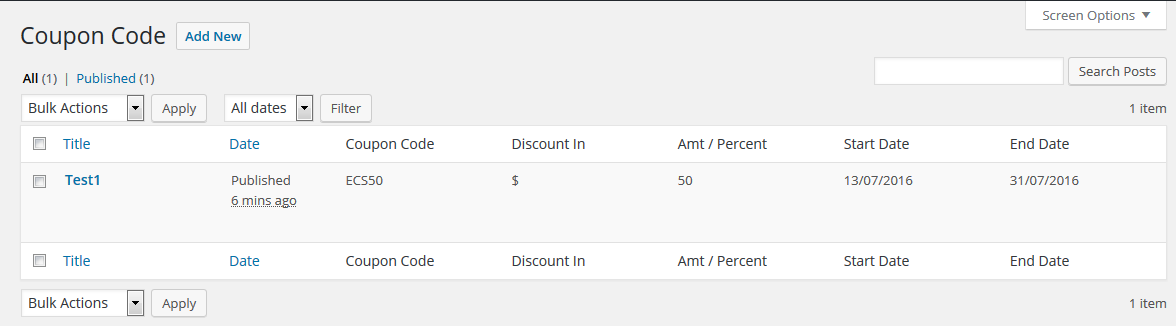 Screen Options
Coupon Code Add New
All (1) | Published (1)
Search Posts
Bulk Actions Apply All dates Filter 1 item
Title Date Coupon Code Discount In Amt / Percent Start Date End Date
Test1 Published ECS50 $ 50 13/07/2016 31/07/2016
6 mins ago
Title Date Coupon Code Discount In Amt / Percent Start Date End Date
Bulk Actions Apply 1 item